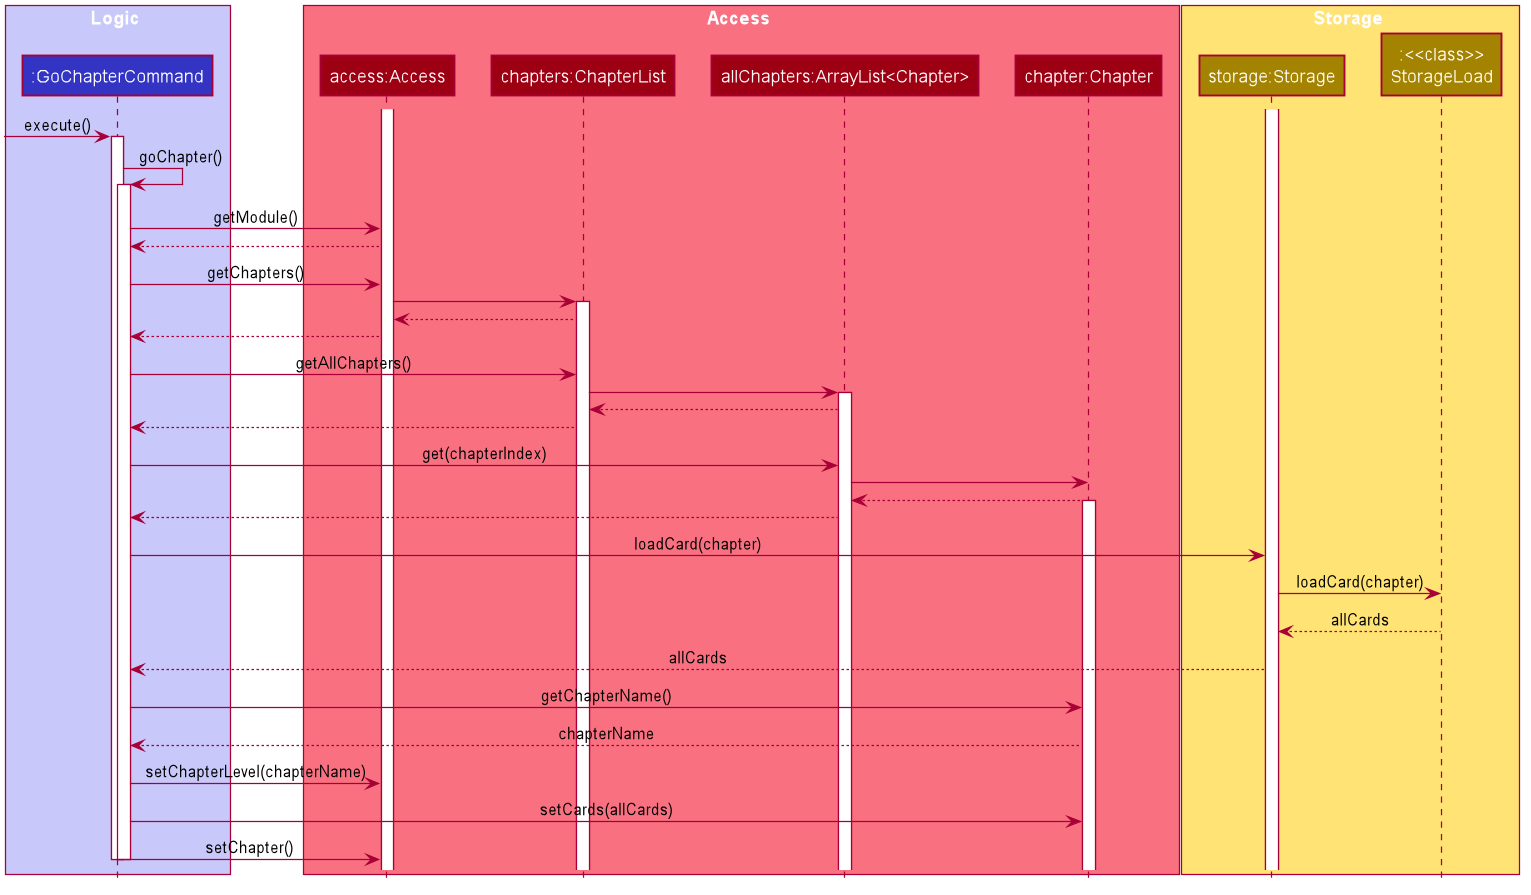 Logic
Access
Storage
:GoChapterCommand
access:Access
chapters:ChapterList
allChapters:ArrayList<Chapter>
chapter:Chapter
storage:Storage
:<<class>>
StorageLoad
execute()
goChapter()
getModule()
getChapters()
getAllChapters()
get(chapterIndex)
loadCard(chapter)
loadCard(chapter)
allCards
allCards
getChapterName()
chapterName
setChapterLevel(chapterName)
setCards(allCards)
setChapter()